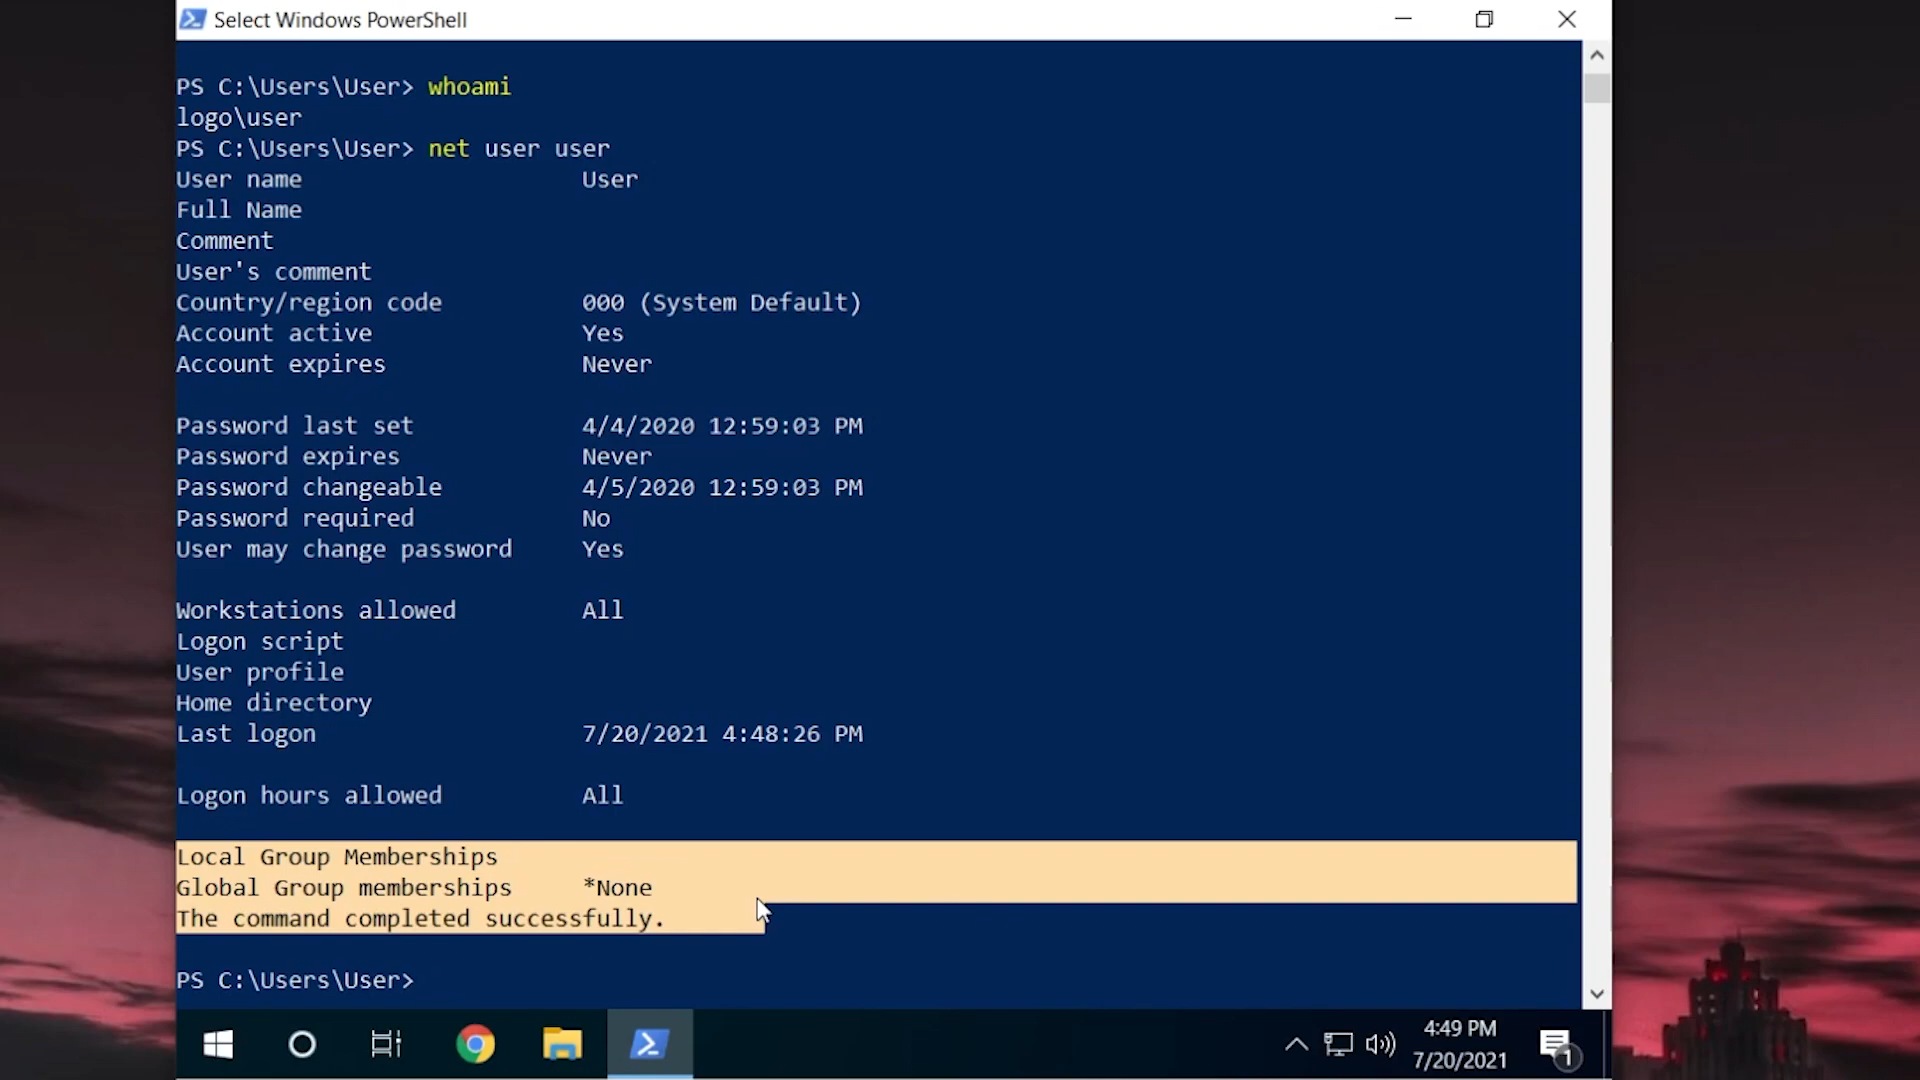 Select Windows PowerShell
PS C:\Users\User> whoami
logo\user
PS C:\Users\User> net user user
User name                    User
Full Name
Comment
User's comment
Country/region code          000 (System Default)
Account active               Yes
Account expires              Never
Password last set            4/4/2020 12:59:03 PM
Password expires             Never
Password changeable          4/5/2020 12:59:03 PM
Password required            No
User may change password     Yes
Workstations allowed         All
Logon script
User profile
Home directory
Last logon                   7/20/2021 4:48:26 PM
Logon hours allowed          All
Local Group Memberships
Global Group memberships     *None
The command completed successfully.
PS C:\Users\User>
4:49 PM
7/20/2021
1